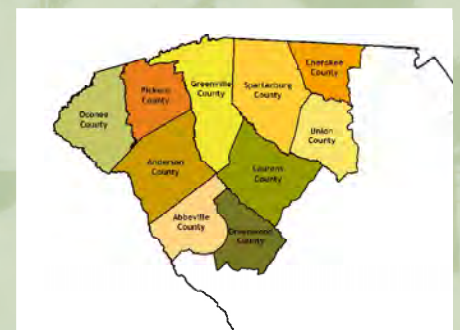 Cherokee
County
Pickens
County
Greenville
County
Spartanburg
County
Oconee
County
Union
County
Anderson
County
Laurens
County
Abbeville
County
Greenwood
County